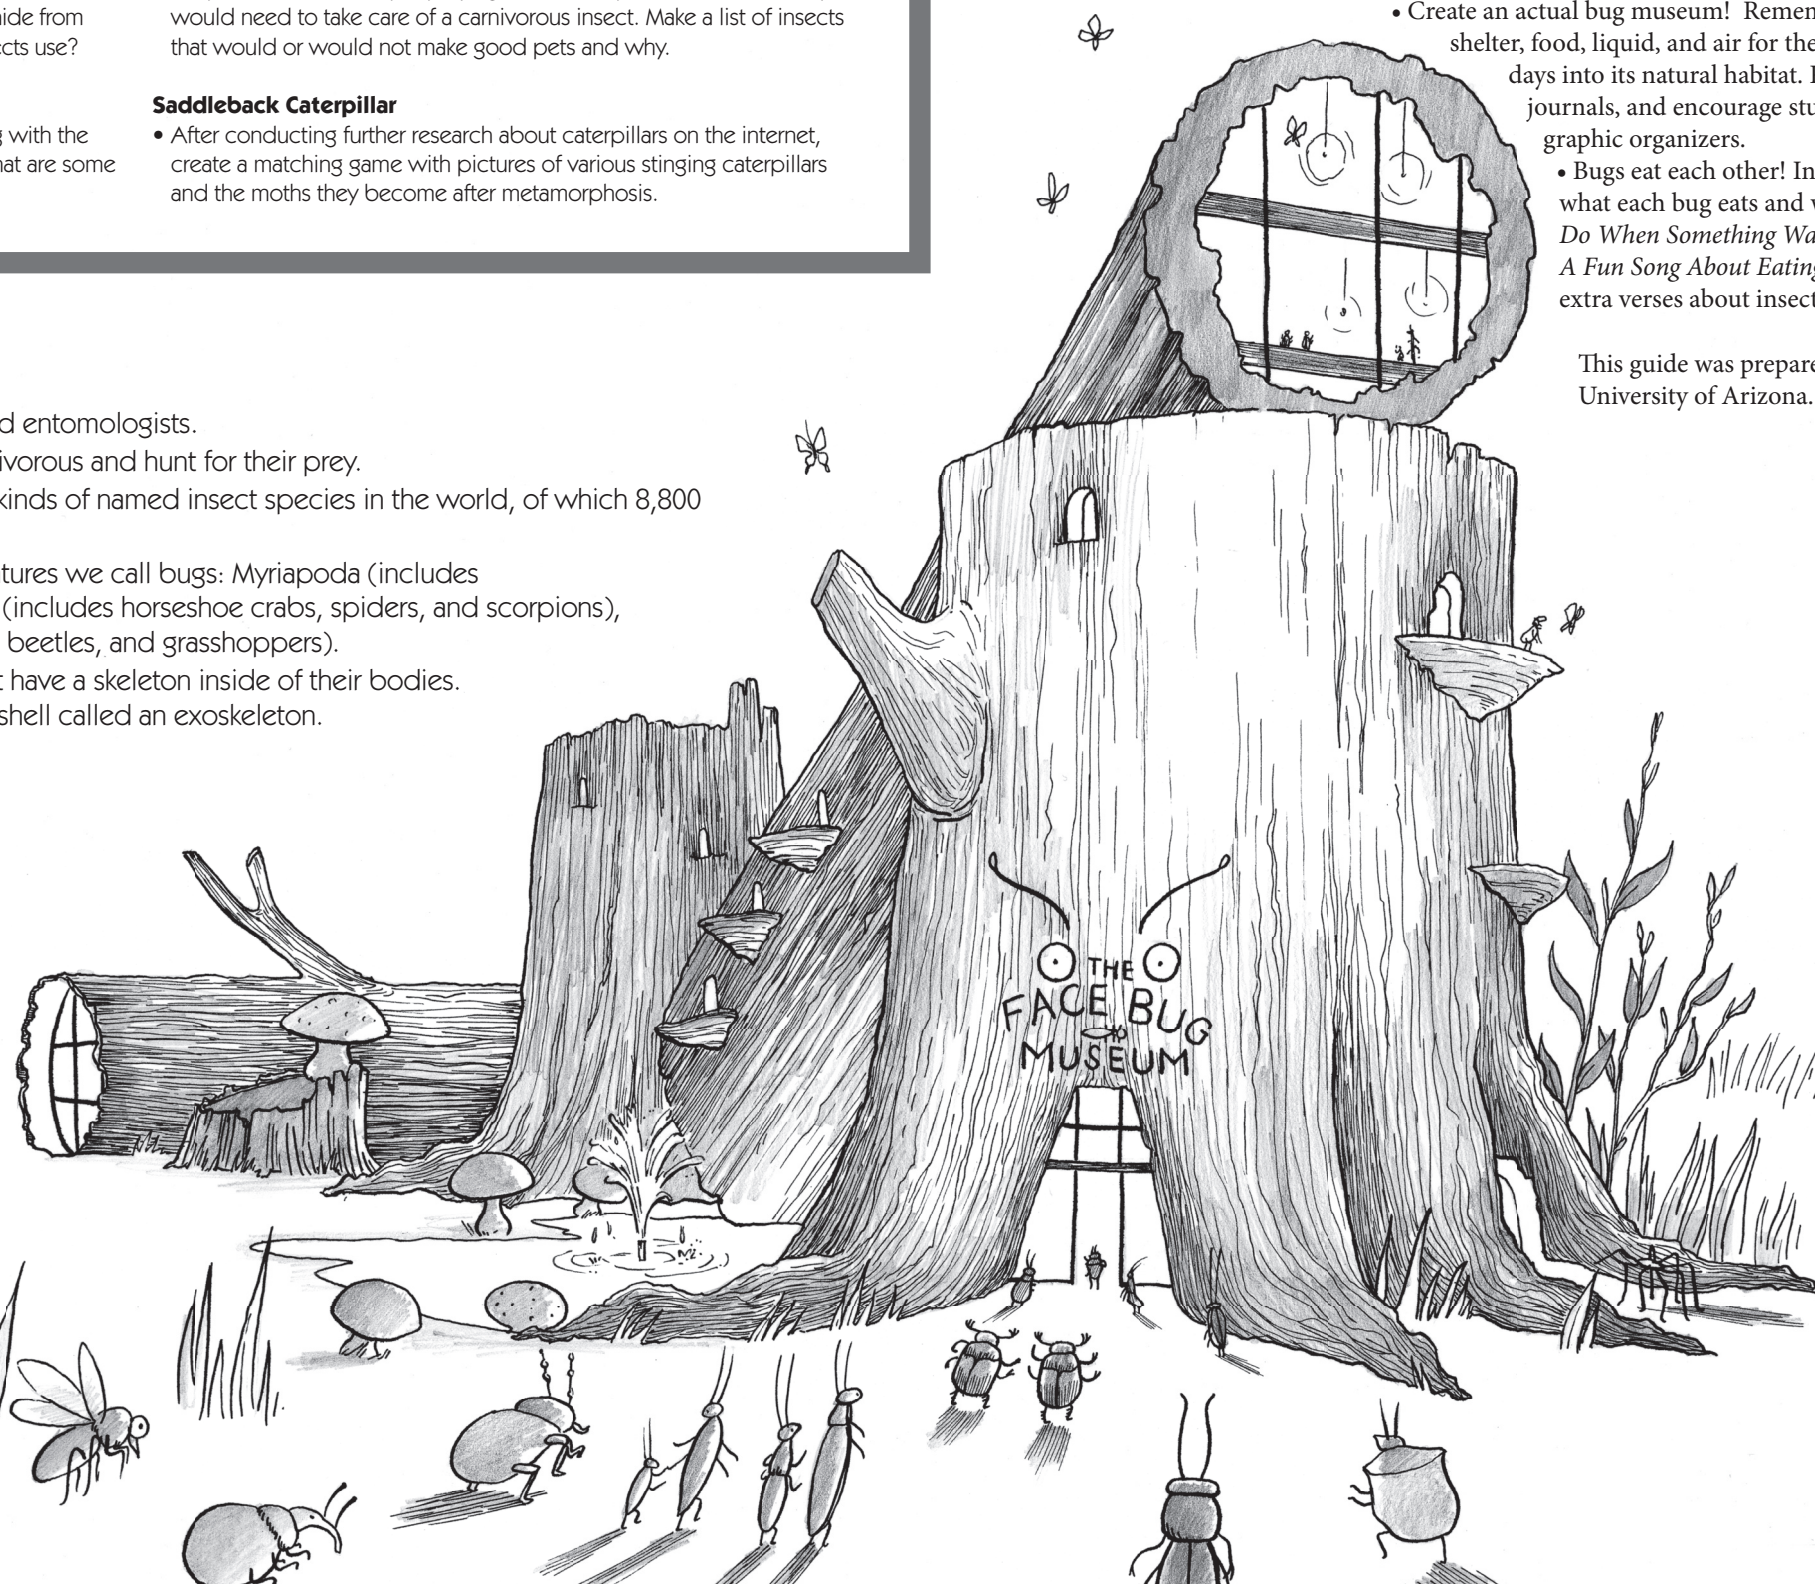 ide from
cts use?
g with the
at are some
would need to take care of a carnivorous insect. Make a list of insects
that would or would not make good pets and why.
Saddleback Caterpillar
• After conducting further research about caterpillars on the internet,
create a matching game with pictures of various stinging caterpillars
and the moths they become after metamorphosis.
• Create an actual bug museum! Remem
shelter, food, liquid, and air for the
days into its natural habitat.
journals, and encourage stu
graphic organizers.
• Bugs eat each other! In
what each bug eats and
Do When Something Wa
A Fun Song About Eating
extra verses about insect
This guide was prepare
University of Arizona.
d entomologists.
ivorous and hunt for their prey.
kinds of named insect species in the world, of which 8,800
tures we call bugs: Myriapoda (includes
(includes horseshoe crabs, spiders, and scorpions),
beetles, and grasshoppers).
t have a skeleton inside of their bodies.
shell called an exoskeleton.
THE
FACE BUG
MUSEUM